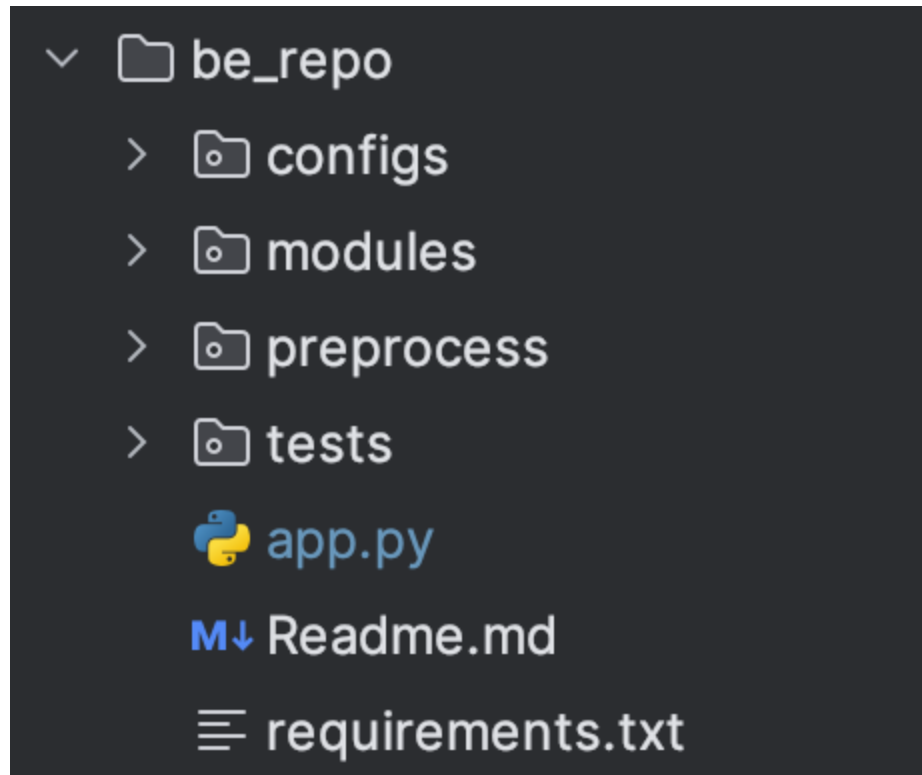 be_repo
configs
modules
preprocess
tests
app.py
M↓ Readme.md
requirements.txt